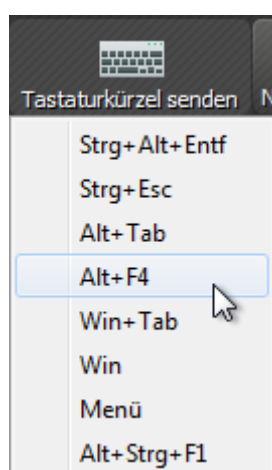 Tastaturkürzel senden
Strg+Alt+Entf
Strg+Esc
Alt+Tab
Alt+F4
Win+Tab
Win
Menü
Alt+Strg+F1